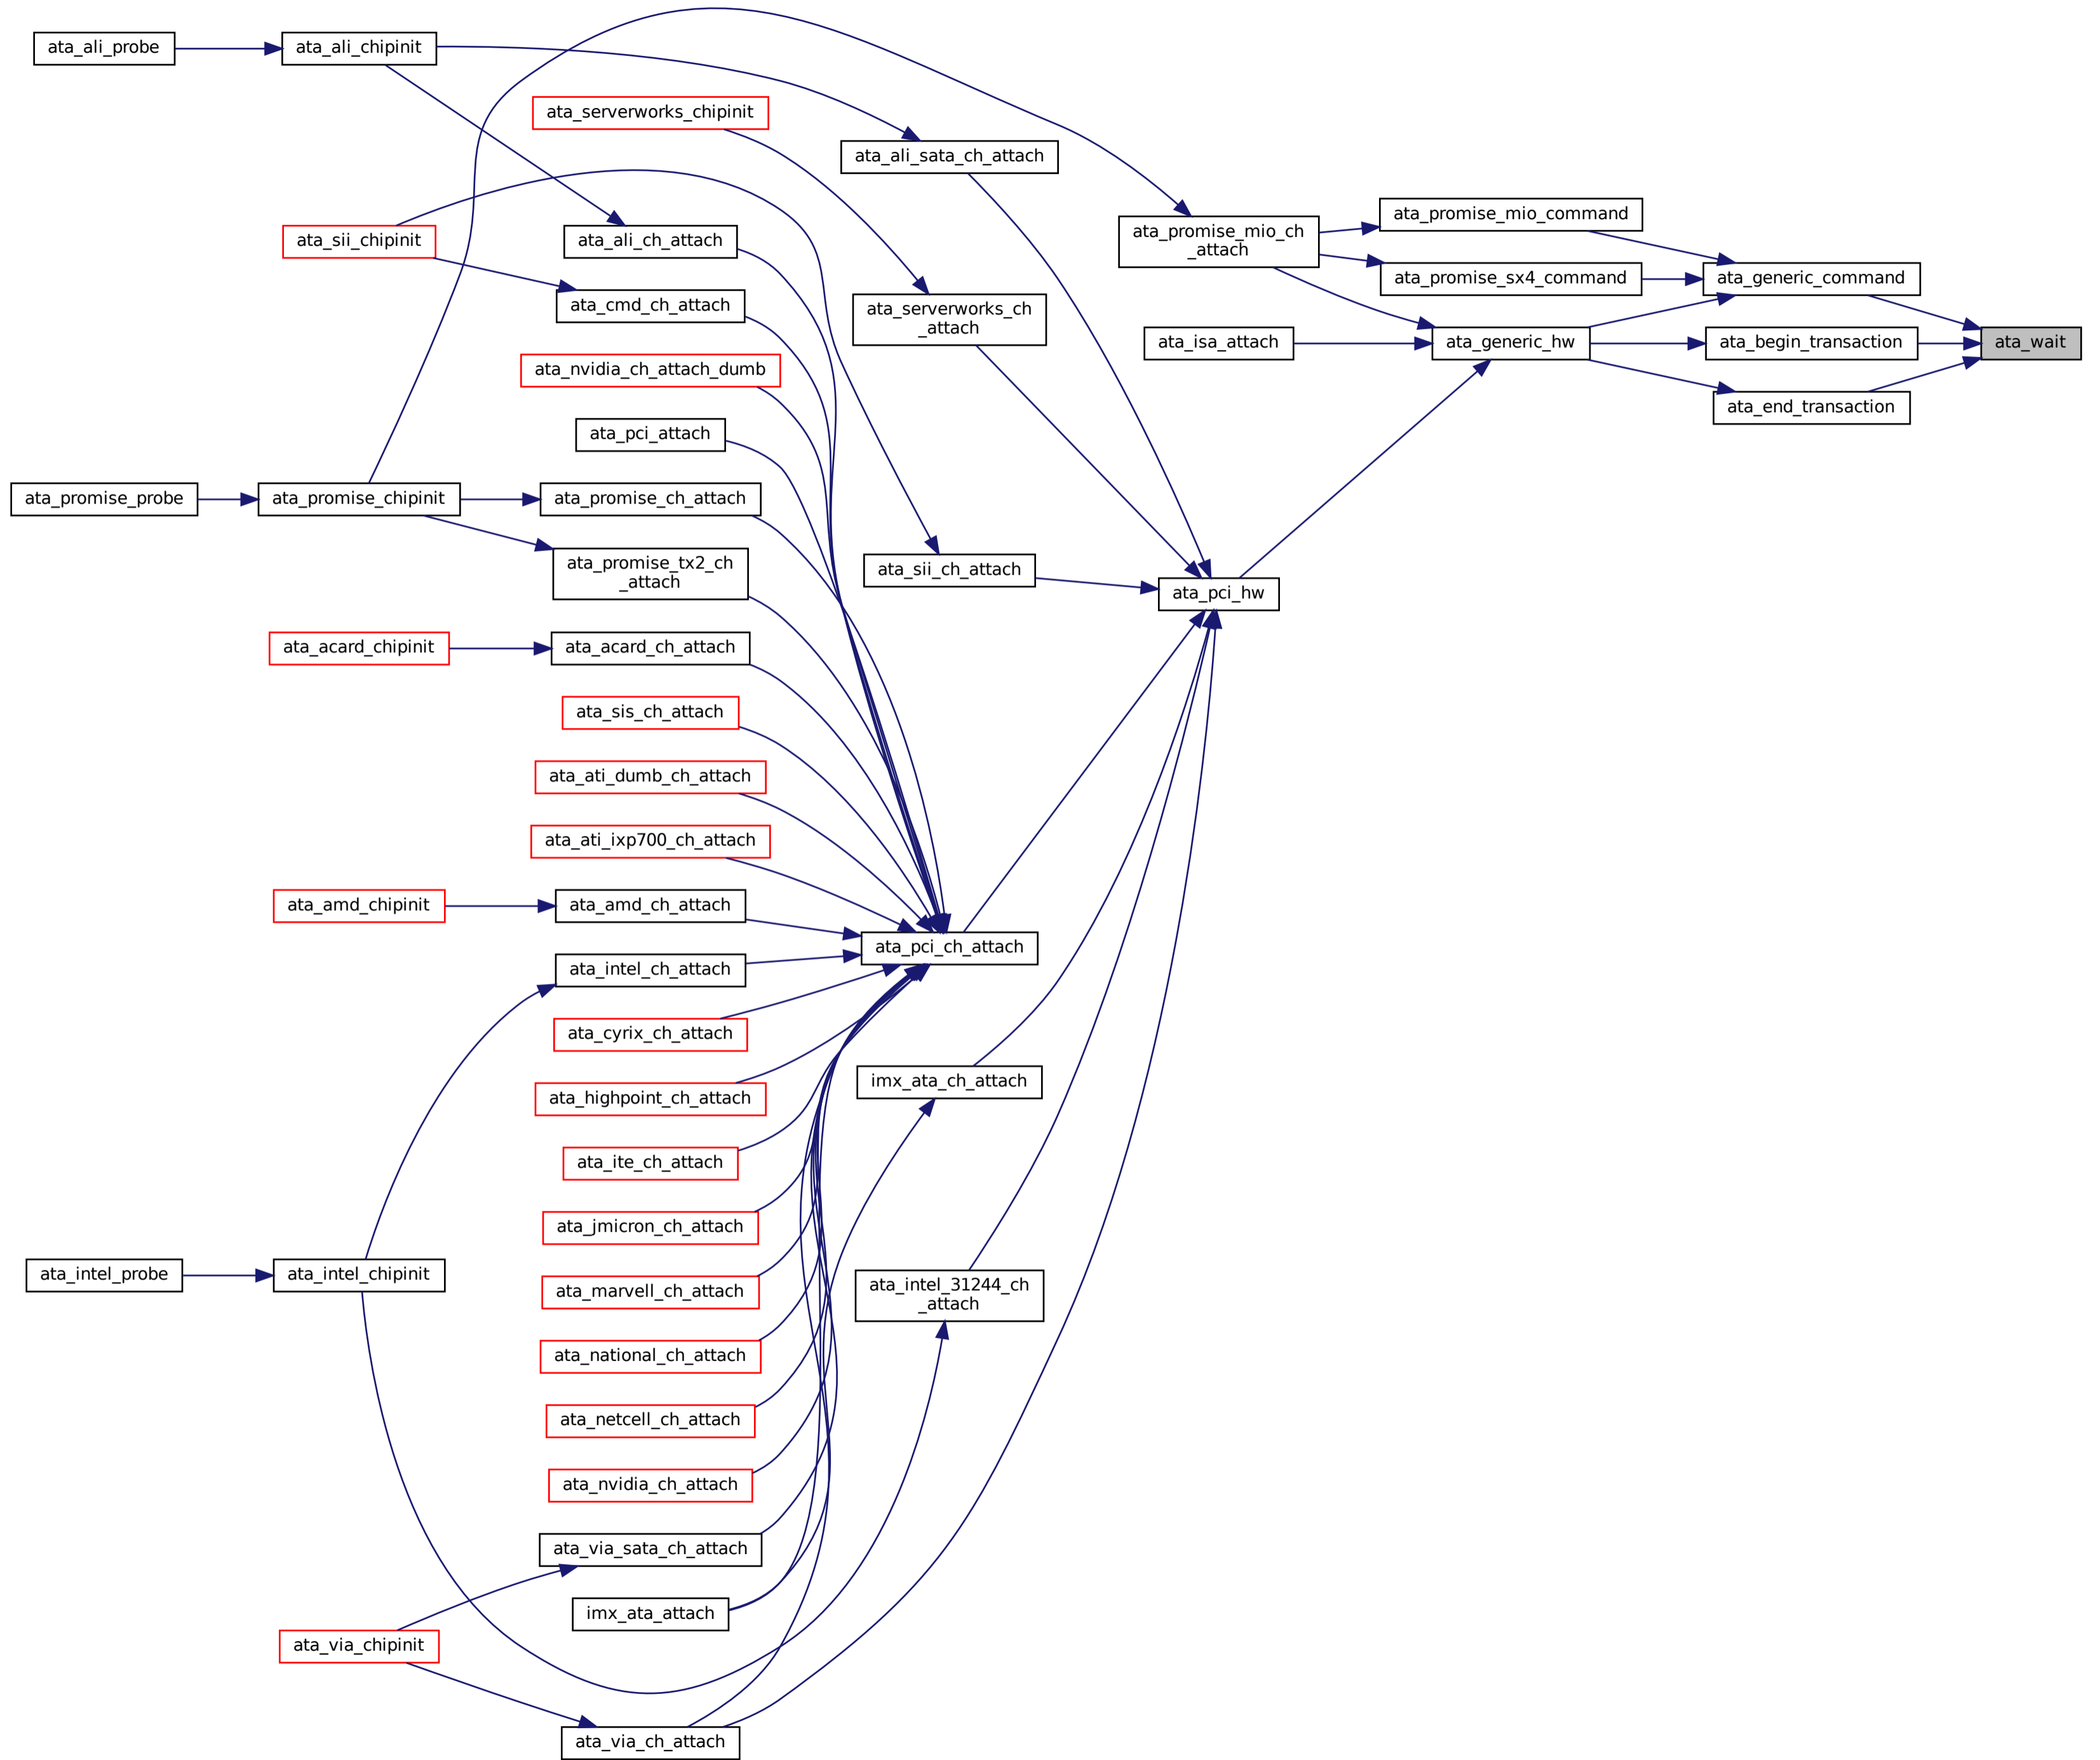 ata_ali_probe
ata_ali_chipinit
ata_serverworks_chipinit
ata_ali_sata_ch_attach
ata_promise_mio_command
ata_promise_mio_ch
_attach
ata_sii_chipinit
ata_ali_ch_attach
ata_promise_sx4_command
ata_generic_command
ata_cmd_ch_attach
ata_serverworks_ch
_attach
ata_isa_attach
ata_generic_hw
ata_begin_transaction
ata_wait
ata_nvidia_ch_attach_dumb
ata_end_transaction
ata_pci_attach
ata_promise_probe
ata_promise_chipinit
ata_promise_ch_attach
ata_promise_tx2_ch
_attach
ata_sii_ch_attach
ata_pci_hw
ata_acard_chipinit
ata_acard_ch_attach
ata_sis_ch_attach
ata_ati_dumb_ch_attach
ata_ati_ixp700_ch_attach
ata_amd_chipinit
ata_amd_ch_attach
ata_pci_ch_attach
ata_intel_ch_attach
ata_cyrix_ch_attach
imx_ata_ch_attach
ata_highpoint_ch_attach
ata_ite_ch_attach
ata_jmicron_ch_attach
ata_intel_probe
ata_intel_chipinit
ata_marvell_ch_attach
ata_intel_31244_ch
_attach
ata_national_ch_attach
ata_netcell_ch_attach
ata_nvidia_ch_attach
ata_via_sata_ch_attach
imx_ata_attach
ata_via_chipinit
ata_via_ch_attach